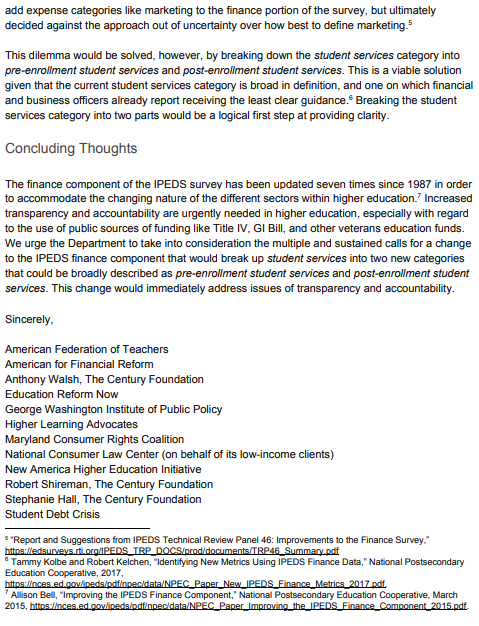 add expense categories like marketing to the finance portion of the survey, but ultimately
decided against the approach out of uncertainty over how best to define marketing.⁵
This dilemma would be solved, however, by breaking down the student services category into
pre-enrollment student services and post-enrollment student services. This is a viable solution
given that the current student services category is broad in definition, and one on which financial
and business officers already report receiving the least clear guidance.⁶ Breaking the student
services category into two parts would be a logical first step at providing clarity.
Concluding Thoughts
The finance component of the IPEDS survey has been updated seven times since 1987 in order
to accommodate the changing nature of the different sectors within higher education.⁷ Increased
transparency and accountability are urgently needed in higher education, especially with regard
to the use of public sources of funding like Title IV, GI Bill, and other veterans education funds.
We urge the Department to take into consideration the multiple and sustained calls for a change
to the IPEDS finance component that would break up student services into two new categories
that could be broadly described as pre-enrollment student services and post-enrollment student
services. This change would immediately address issues of transparency and accountability.
Sincerely,
American Federation of Teachers
American for Financial Reform
Anthony Walsh, The Century Foundation
Education Reform Now
George Washington Institute of Public Policy
Higher Learning Advocates
Maryland Consumer Rights Coalition
National Consumer Law Center (on behalf of its low-income clients)
New America Higher Education Initiative
Robert Shireman, The Century Foundation
Stephanie Hall, The Century Foundation
Student Debt Crisis
⁵ "Report and Suggestions from IPEDS Technical Review Panel 46: Improvements to the Finance Survey,"
https://edsurveys.rti.org/IPEDS_TRP_DOCS/prod/documents/TRP46_Summary.pdf
⁶ Tammy Kolbe and Robert Kelchen, "Identifying New Metrics Using IPEDS Finance Data," National Postsecondary
Education Cooperative, 2017,
https://nces.ed.gov/ipeds/pdf/npec/data/NPEC_Paper_New_IPEDS_Finance_Metrics_2017.pdf.
⁷ Allison Bell, "Improving the IPEDS Finance Component," National Postsecondary Education Cooperative, March
2015, https://nces.ed.gov/ipeds/pdf/npec/data/NPEC_Paper_Improving_the_IPEDS_Finance_Component_2015.pdf.